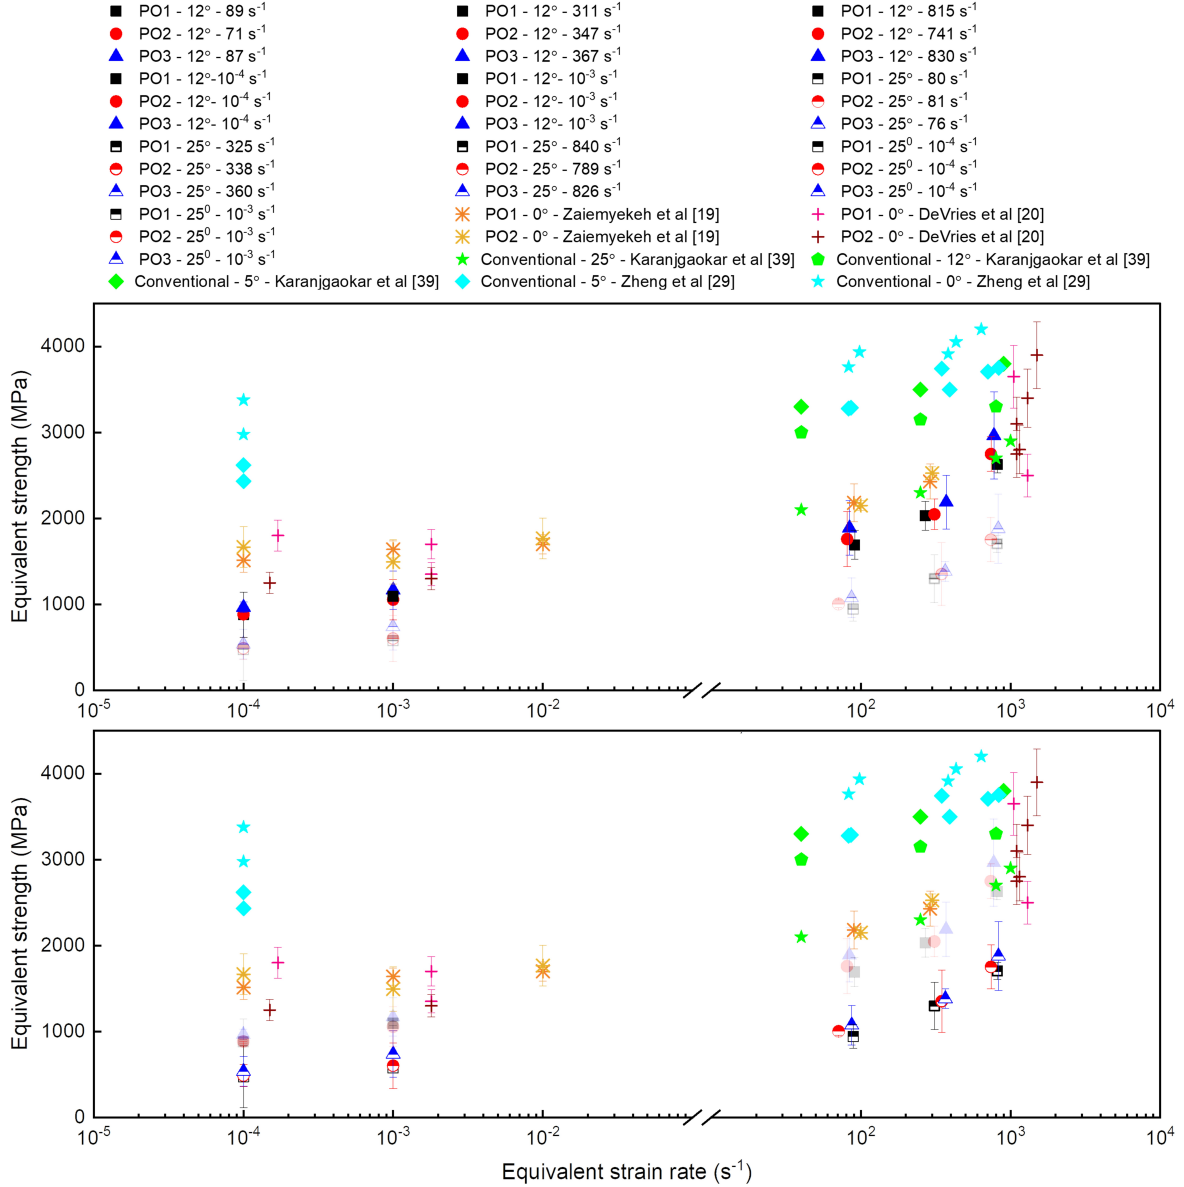 PO1 - 12° - 89 s⁻¹ PO1 - 12° - 311 s⁻¹ PO1 - 12° - 815 s⁻¹
PO2 - 12° - 71 s⁻¹ PO2 - 12° - 347 s⁻¹ PO2 - 12° - 741 s⁻¹
PO3 - 12° - 87 s⁻¹ PO3 - 12° - 367 s⁻¹ PO3 - 12° - 830 s⁻¹
PO1 - 12°-10⁻⁴ s⁻¹ PO1 - 12° 10⁻³ s⁻¹ PO1 - 25° - 80 s⁻¹
PO2 - 12°- 10⁻⁴ s⁻¹ PO2 - 12° - 10⁻³ s⁻¹ PO2 - 25° - 81 s⁻¹
PO3 - 12°- 10⁻⁴ s⁻¹ PO3 - 12° - 10⁻³ s⁻¹ PO3 - 25° - 76 s⁻¹
PO1 - 25° - 325 s⁻¹ PO1 - 25° - 840 s⁻¹ PO1 - 25⁰ - 10⁻⁴ s⁻¹
PO2 - 25° - 338 s⁻¹ PO2 - 25° - 789 s⁻¹ PO2 - 25⁰ - 10⁻⁴ s⁻¹
PO3 - 25° - 360 s⁻¹ PO3 - 25° - 826 s⁻¹ PO3 - 25⁰ - 10⁻⁴ s⁻¹
PO1 - 25⁰ - 10⁻³ s⁻¹ PO1 - 0° - Zaiemyekeh et al [19] PO1 - 0° - DeVries et al [20]
PO2 - 25⁰ - 10⁻³ s⁻¹ PO2 - 0° - Zaiemyekeh et al [19] PO2 - 0° - DeVries et al [20]
PO3 - 25⁰ - 10⁻³ s⁻¹ Conventional - 25° - Karanjgaokar et al [39] Conventional - 12° - Karanjgaokar et al [39]
Conventional - 5° - Karanjgaokar et al [39] Conventional - 5° - Zheng et al [29] Conventional - 0° - Zheng et al [29]
Equivalent strength (MPa)
4000
3000
2000
1000
0
10⁻⁵ 10⁻⁴ 10⁻³ 10⁻² 10² 10³ 10⁴
Equivalent strength (MPa)
4000
3000
2000
1000
0
10⁻⁵ 10⁻⁴ 10⁻³ 10⁻² 10² 10³ 10⁴
Equivalent strain rate (s⁻¹)